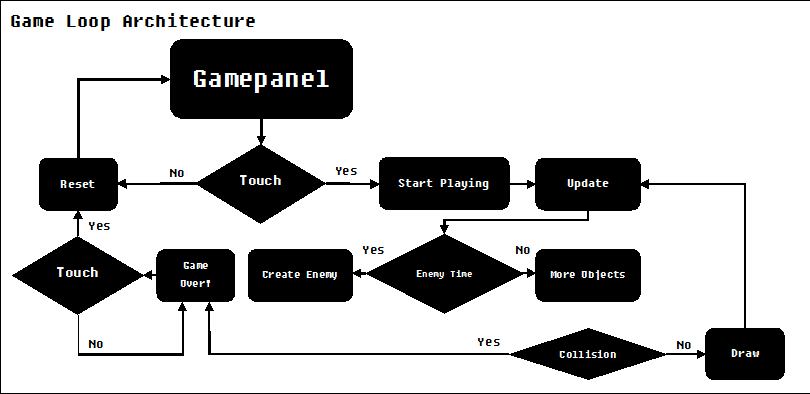 Game Loop Architecture
Gamepanel
No
Touch
Yes
Reset
Start Playing
Update
Yes
Touch
Game
Over!
Yes
No
Create Enemy
Enemy Time
More Objects
No
Yes
Collision
No
Draw